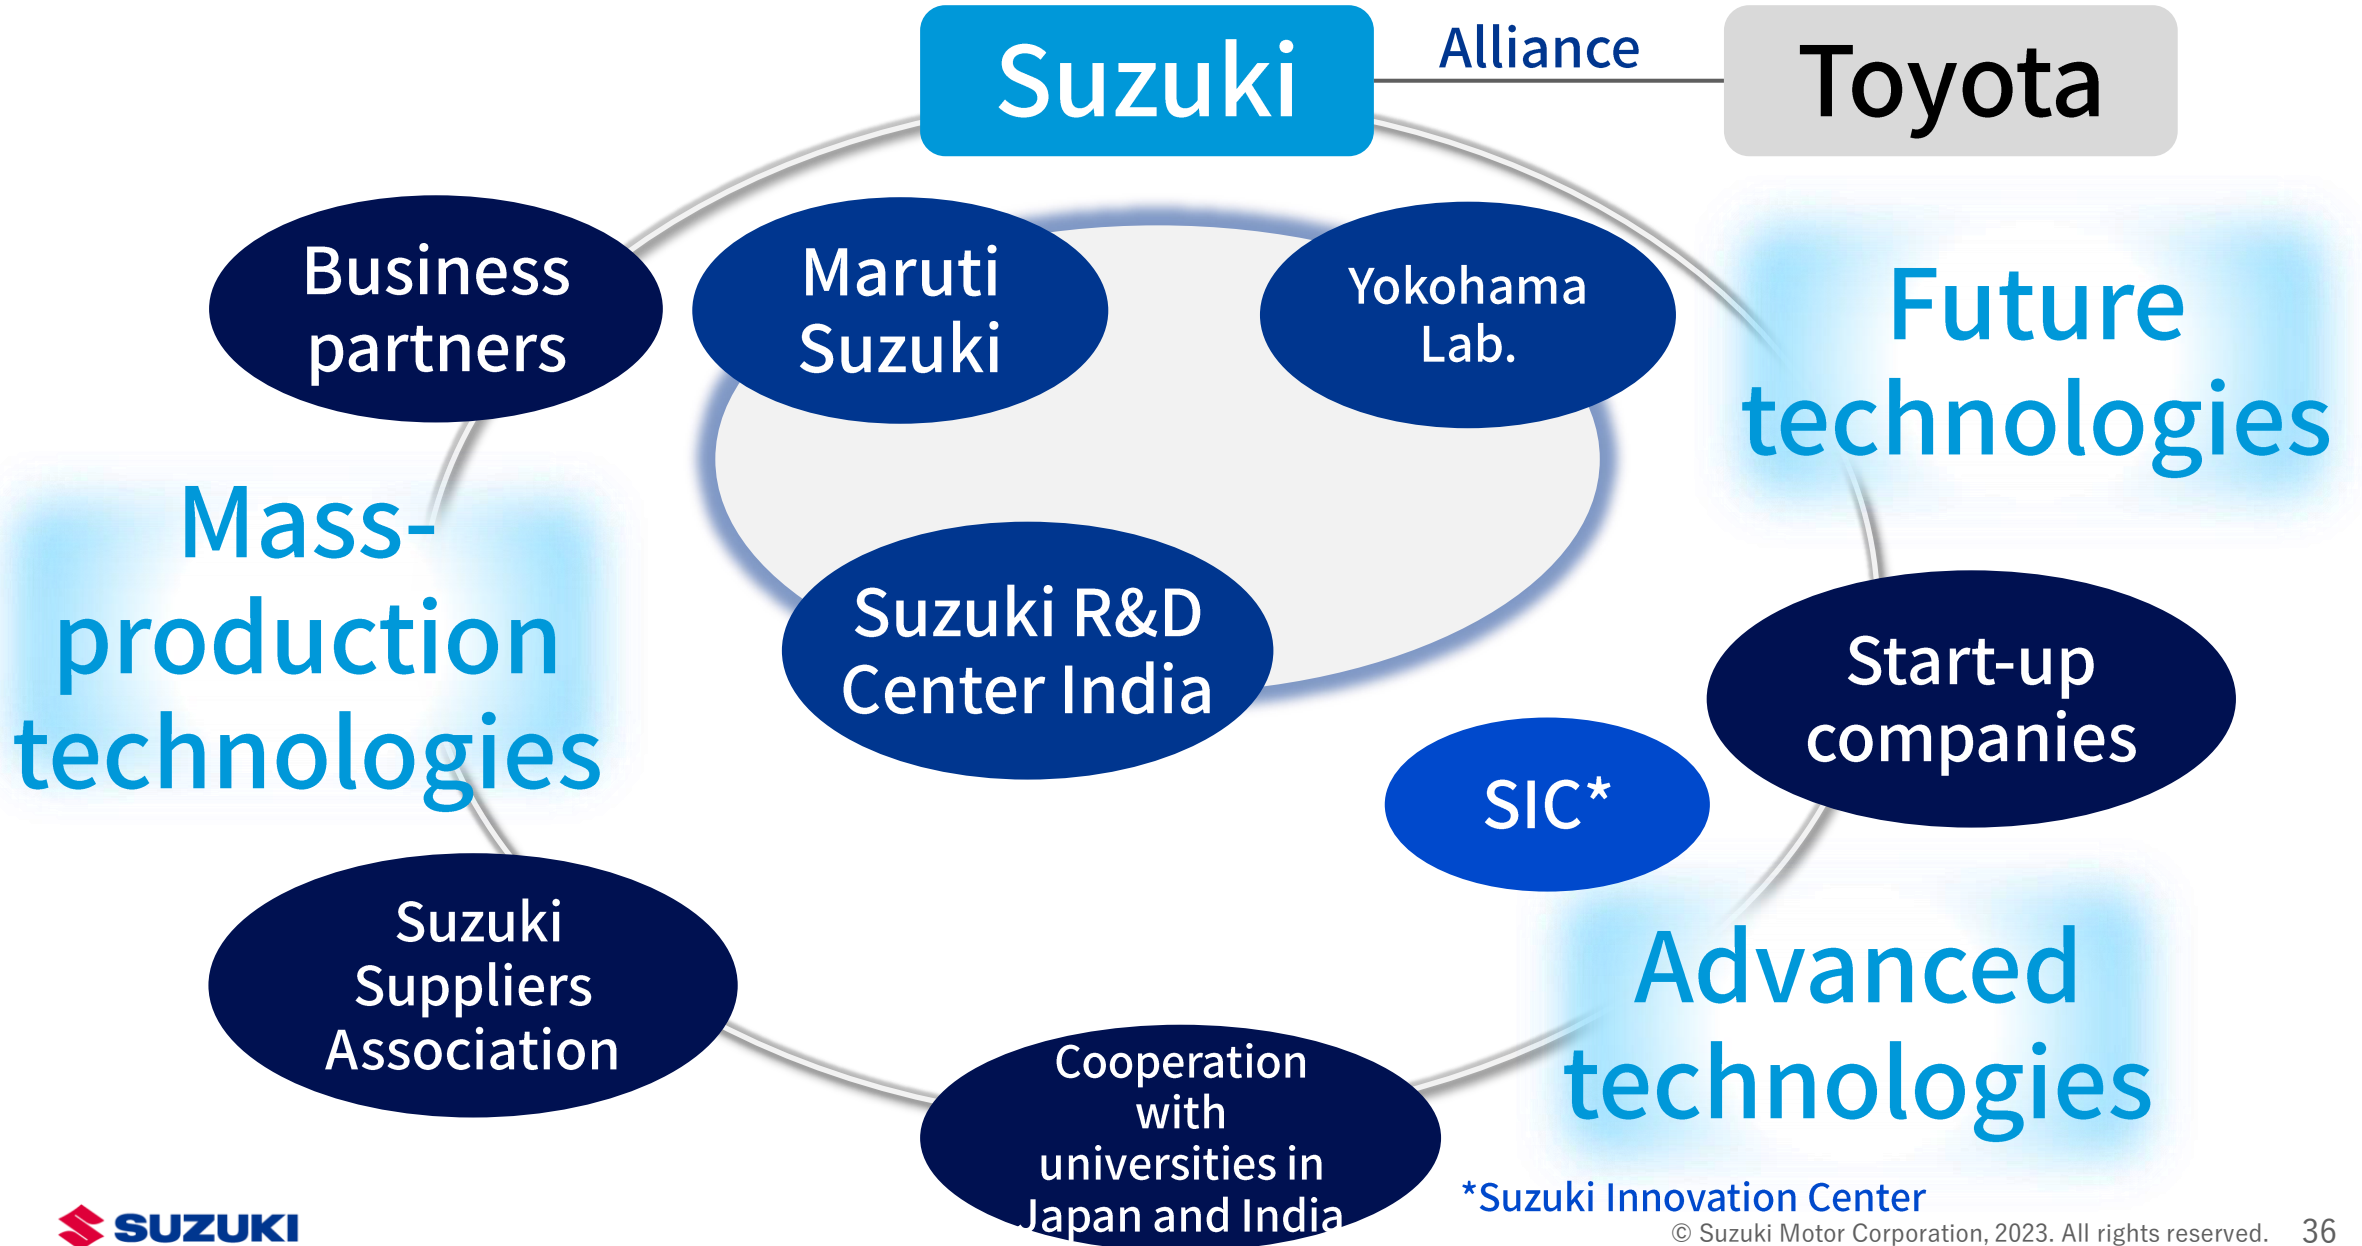 Suzuki
Alliance
Toyota
Business
partners
Maruti
Suzuki
Yokohama
Lab.
Future
technologies
Mass-
production
technologies
Suzuki R&D
Center India
Start-up
companies
SIC*
Suzuki
Suppliers
Association
Advanced
technologies
Cooperation
with
universities in
Japan and India
*Suzuki Innovation Center
SUZUKI
© Suzuki Motor Corporation, 2023. All rights reserved.
36